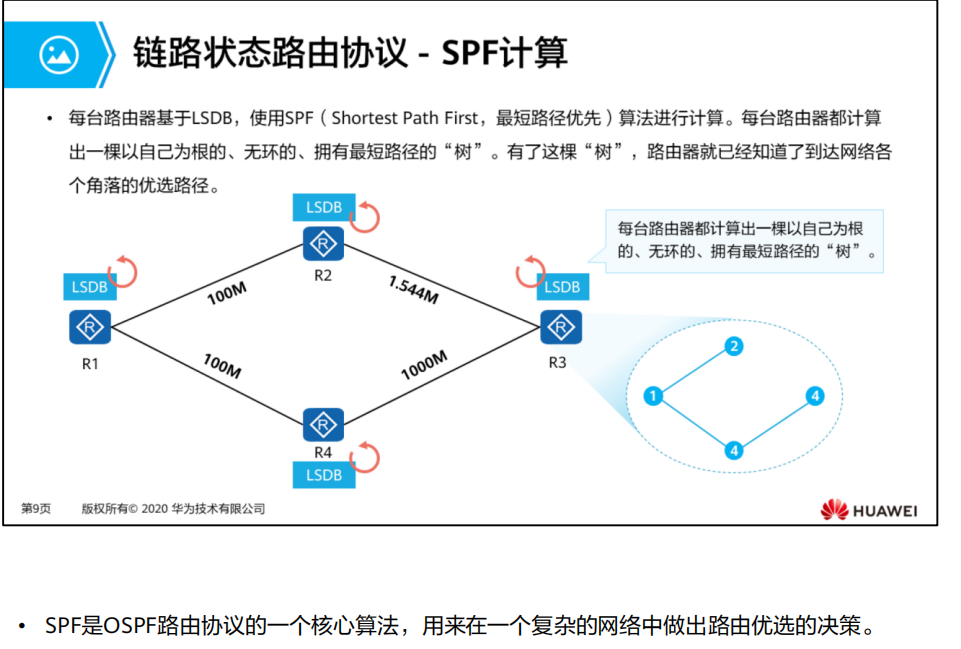 链路状态路由协议 - SPF计算
• 每台路由器基于LSDB，使用SPF（Shortest Path First，最短路径优先）算法进行计算。每台路由器都计算
出一棵以自己为根的、无环的、拥有最短路径的“树”。有了这棵“树”，路由器就已经知道了到达网络各
个角落的优选路径。
LSDB
R
R2
每台路由器都计算出一棵以自己为根
的、无环的、拥有最短路径的“树”。
LSDB
R
R1
100M
1.544M
LSDB
R
R3
100M
1000M
R
R4
LSDB
2
1
4
4
第9页
版权所有© 2020 华为技术有限公司
HUAWEI
• SPF是OSPF路由协议的一个核心算法，用来在一个复杂的网络中做出路由优选的决策。